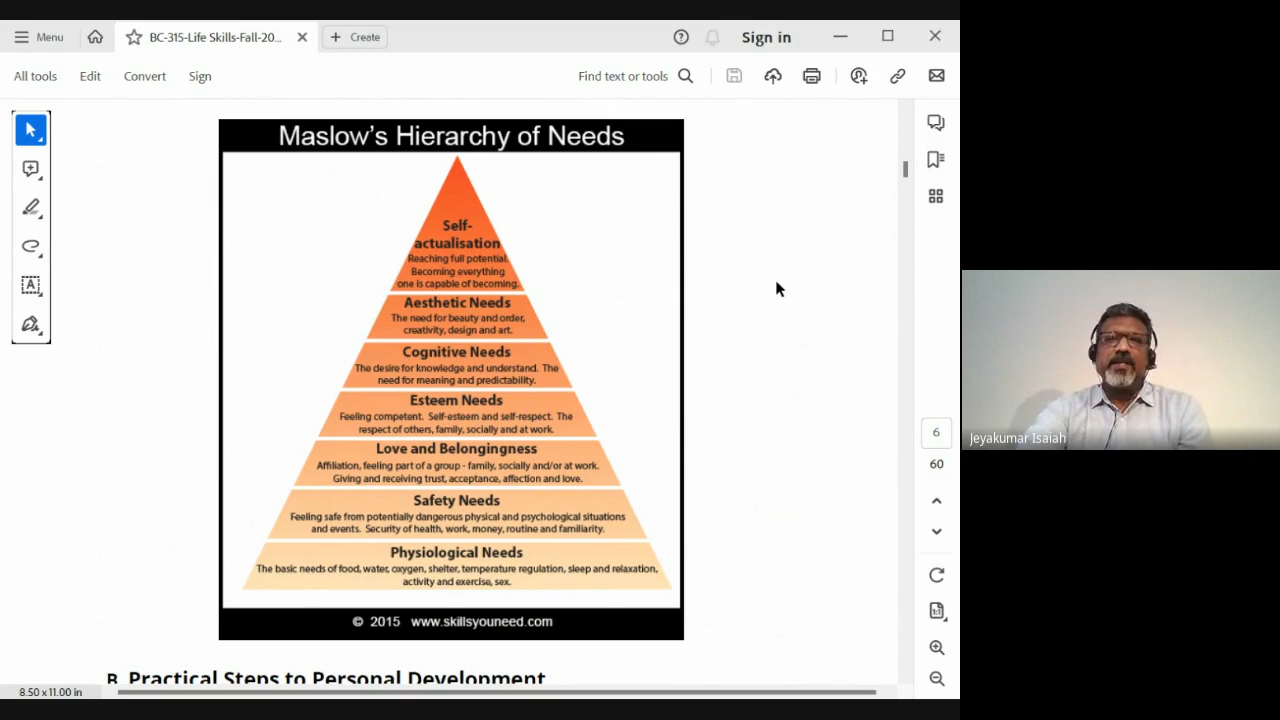 Menu
BC-315-Life Skills-Fall-20...
Create
Sign in
All tools
Edit
Convert
Sign
Find text or tools
Maslow's Hierarchy of Needs
Self-
actualisation
Reaching full potential.
Becoming everything
one is capable of becoming.
Aesthetic Needs
The need for beauty and order,
creativity, design and art.
Cognitive Needs
The desire for knowledge and understand. The
need for meaning and predictability.
Esteem Needs
Feeling competent. Self-esteem and self-respect. The
respect of others, family, socially and at work.
Love and Belongingness
Affiliation, feeling part of a group - family, socially and/or at work.
Giving and receiving trust, acceptance, affection and love.
Safety Needs
Feeling safe from potentially dangerous physical and psychological situations
and events. Security of health, work, money, routine and familiarity.
Physiological Needs
The basic needs of food, water, oxygen, shelter, temperature regulation, sleep and relaxation,
activity and exercise, sex.
© 2015 www.skillsyouneed.com
B. Practical Steps to Personal Development
8.50 x 11.00 in
6
60
Jeyakumar Isaiah